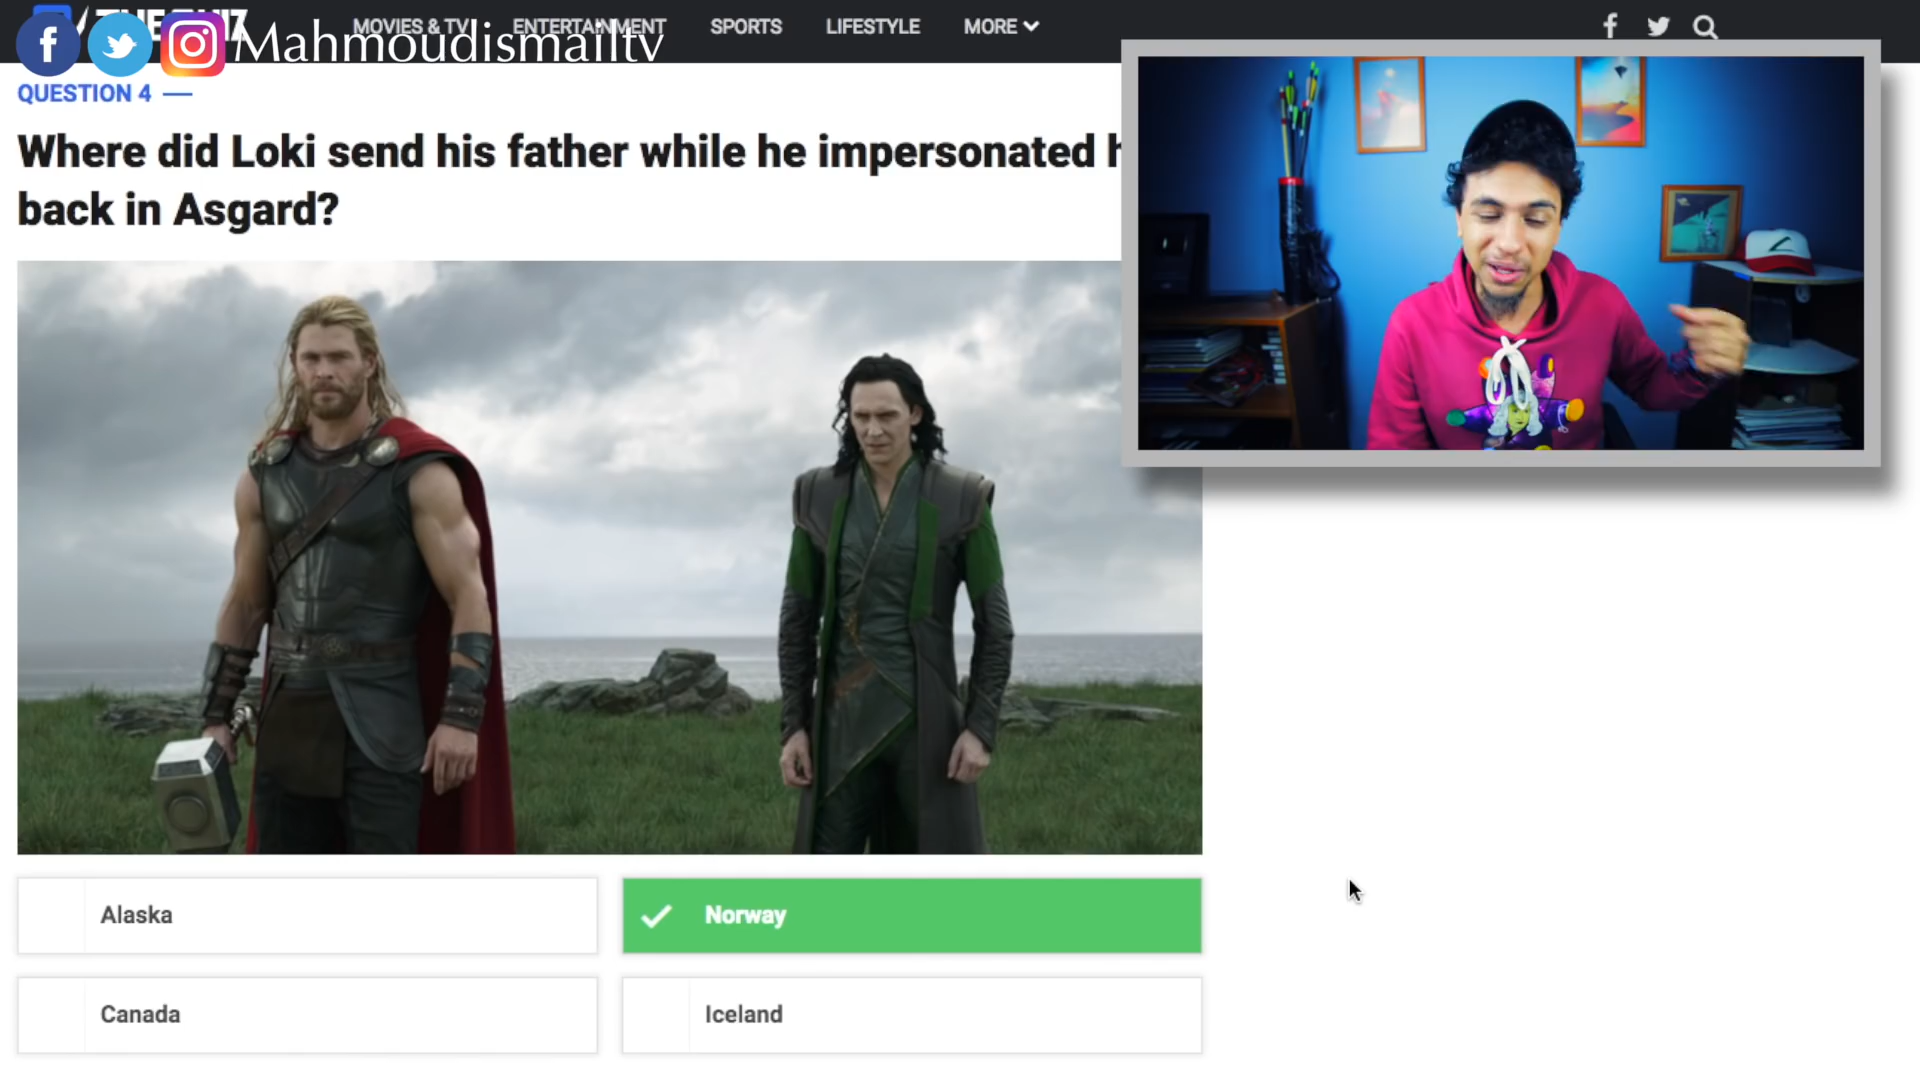 MOVIES & TV ENTERTAINMENT SPORTS LIFESTYLE MORE
Mahmoudismailtv
QUESTION 4
Where did Loki send his father while he impersonated
back in Asgard?
Alaska
Norway
Canada
Iceland